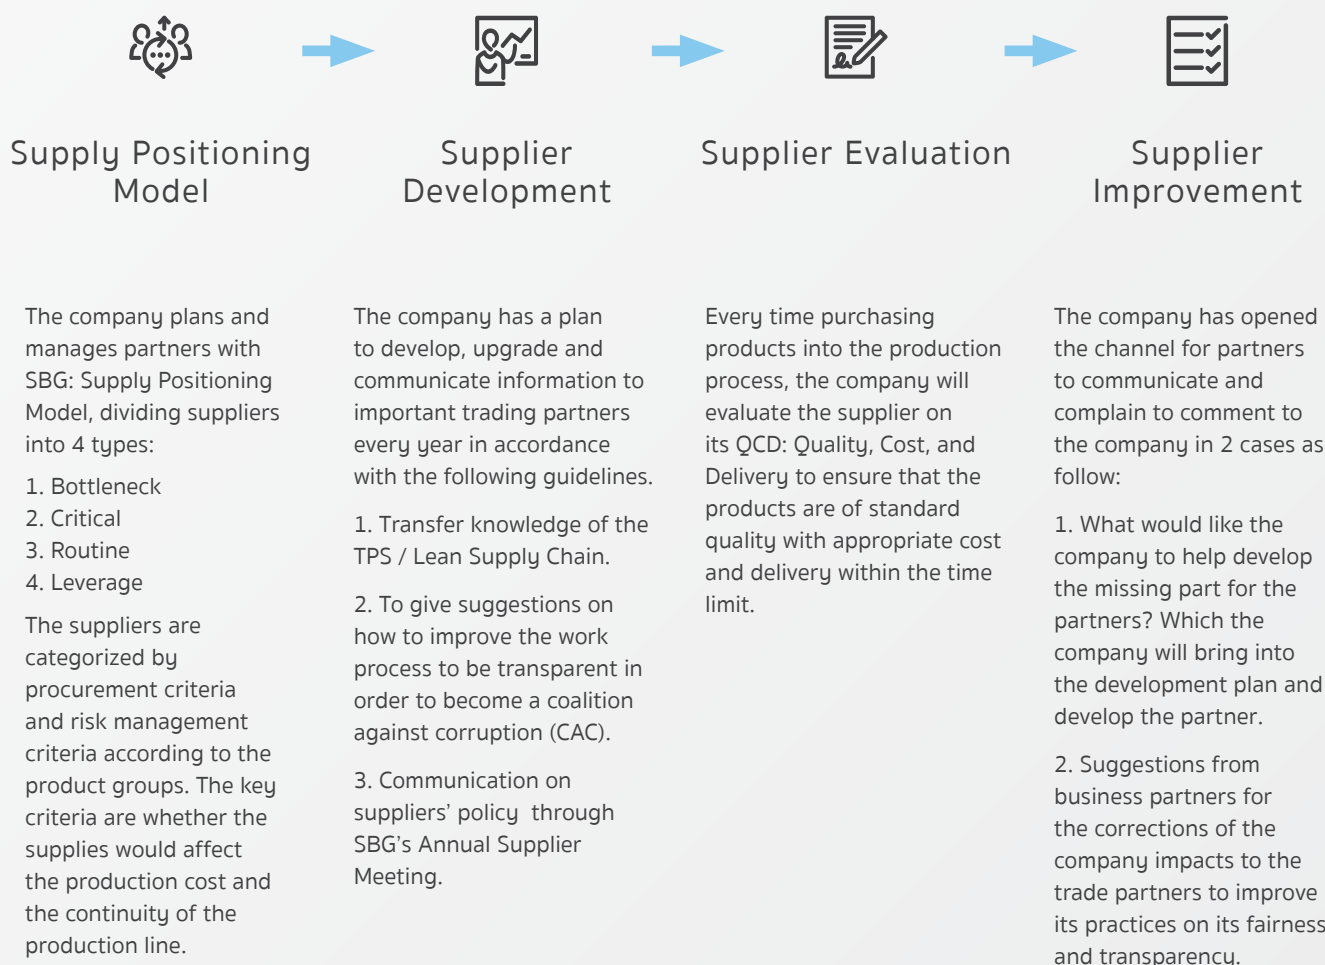 Supply Positioning
Model
Supplier
Development
Supplier Evaluation
Supplier
Improvement
The company plans and
manages partners with
SBG: Supply Positioning
Model, dividing suppliers
into 4 types:
1. Bottleneck
2. Critical
3. Routine
4. Leverage
The suppliers are
categorized by
procurement criteria
and risk management
criteria according to the
product groups. The key
criteria are whether the
supplies would affect
the production cost and
the continuity of the
production line.
The company has a plan
to develop, upgrade and
communicate information to
important trading partners
every year in accordance
with the following guidelines.
1. Transfer knowledge of the
TPS / Lean Supply Chain.
2. To give suggestions on
how to improve the work
process to be transparent in
order to become a coalition
against corruption (CAC).
3. Communication on
suppliers’ policy through
SBG’s Annual Supplier
Meeting.
Every time purchasing
products into the production
process, the company will
evaluate the supplier on
its QCD: Quality, Cost, and
Delivery to ensure that the
products are of standard
quality with appropriate cost
and delivery within the time
limit.
The company has opened
the channel for partners
to communicate and
complain to comment to
the company in 2 cases as
follow:
1. What would like the
company to help develop
the missing part for the
partners? Which the
company will bring into
the development plan and
develop the partner.
2. Suggestions from
business partners for
the corrections of the
company impacts to the
trade partners to improve
its practices on its fairness
and transparency.